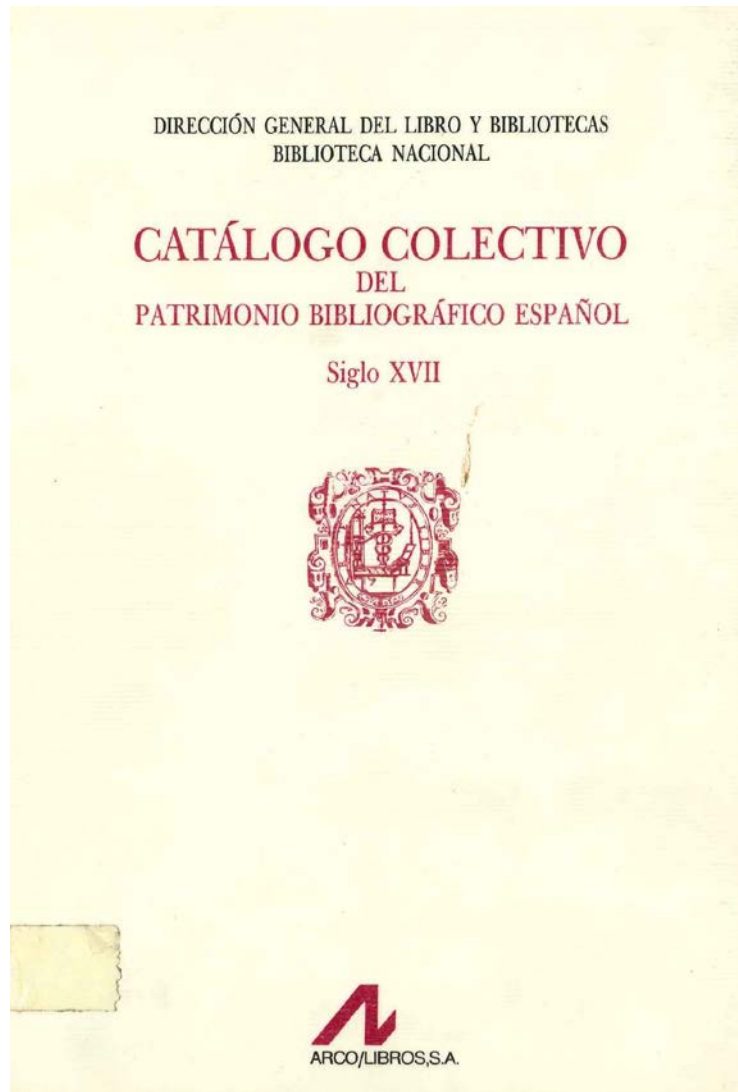 DIRECCIÓN GENERAL DEL LIBRO Y BIBLIOTECAS
BIBLIOTECA NACIONAL
CATÁLOGO COLECTIVO
DEL
PATRIMONIO BIBLIOGRÁFICO ESPAÑOL
Siglo XVII
ARCO/LIBROS,S.A.